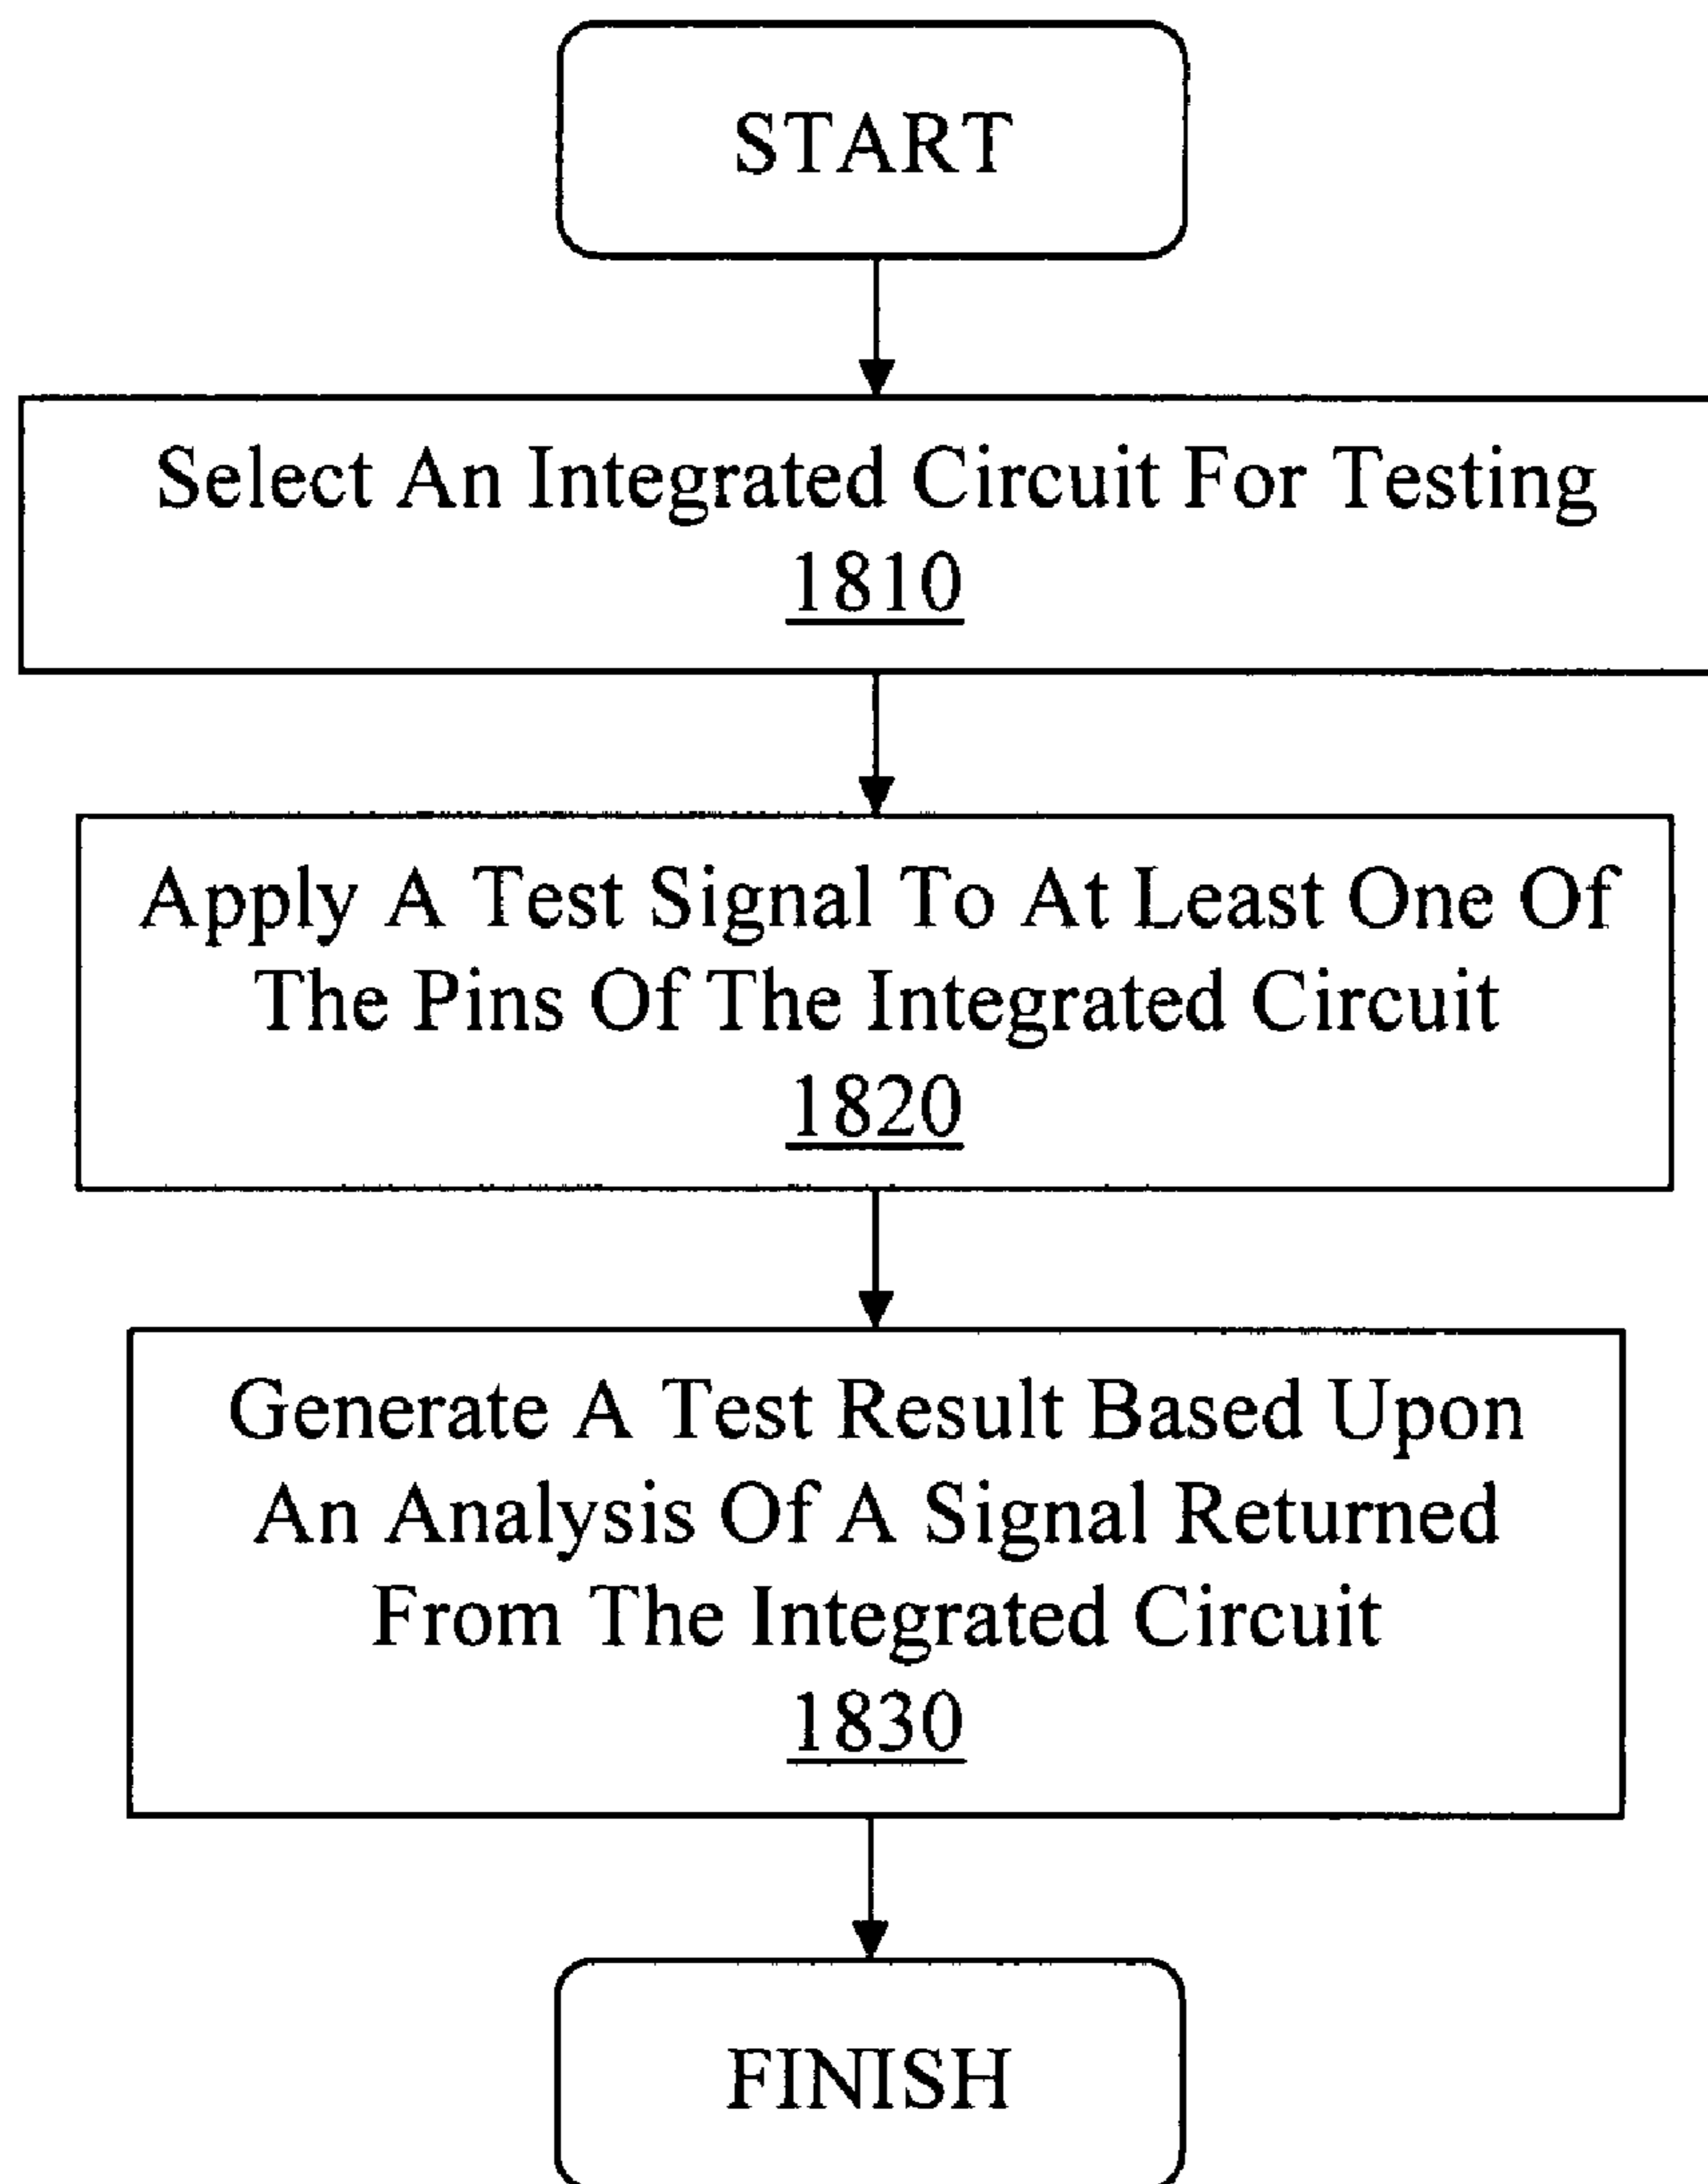 START
Select An Integrated Circuit For Testing
1810
Apply A Test Signal To At Least One Of
The Pins Of The Integrated Circuit
1820
Generate A Test Result Based Upon
An Analysis Of A Signal Returned
From The Integrated Circuit
1830
FINISH